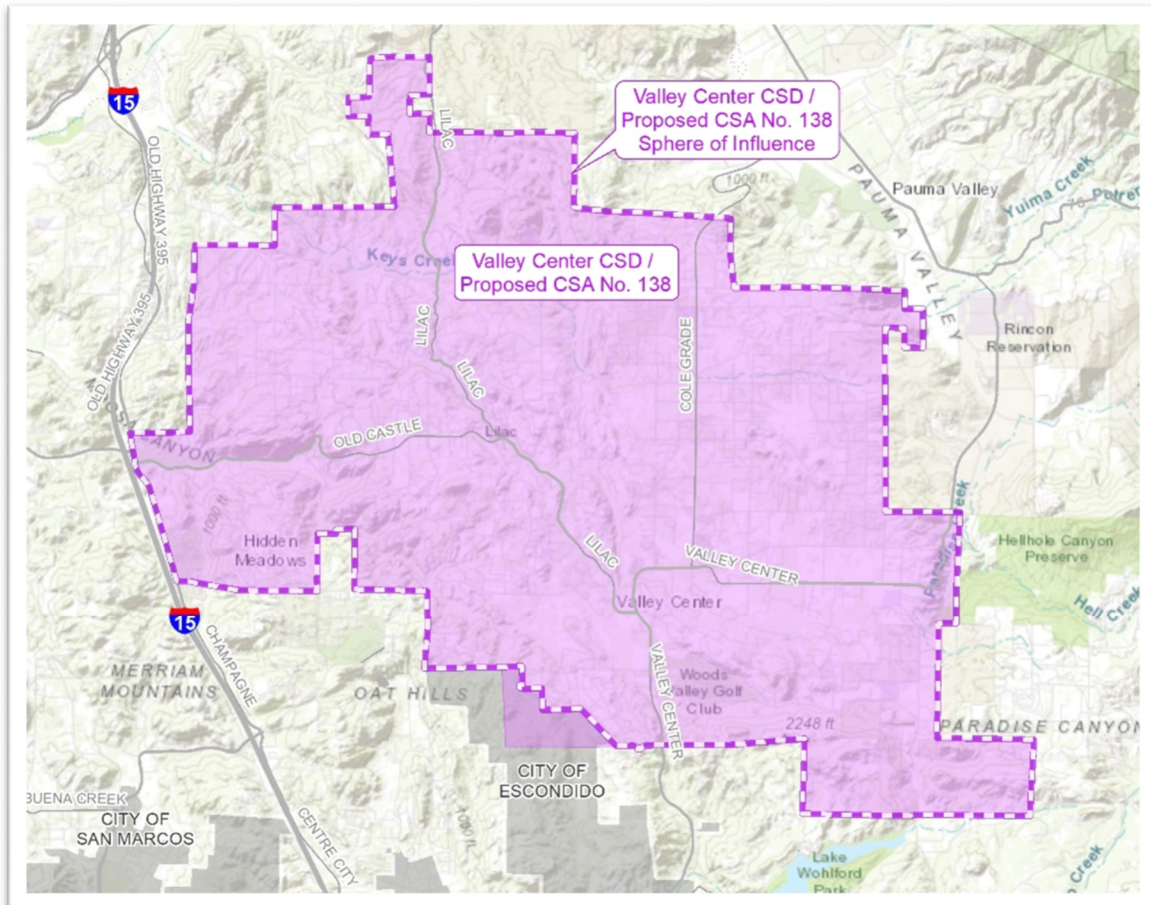 15
OLD HIGHWAY 395
LILAC
Valley Center CSD /
Proposed CSA No. 138
Sphere of Influence
1000 ft
PAUMA VALLEY
Pauma Valley
Yuima Creek
76
Keys Creek
Valley Center CSD /
Proposed CSA No. 138
OLD HIGHWAY 395
LILAC
LILAC
COLE GRADE
Rincon
Reservation
CANYON
OLD CASTLE
Lilac
1000 ft
Hidden
Meadows
LILAC
VALLEY CENTER
Hellhole Canyon
Preserve
Hell Creek
Valley Center
15
CHAMPAGNE
MERRIAM
MOUNTAINS
OAT HILLS
VALLEY CENTER
Woods
Valley Golf
Club
2248 ft
PARADISE CANYON
CITY OF
ESCONDIDO
BUENA CREEK
CITY OF
SAN MARCOS
1000 ft
CENTRE CITY
Lake
Wohlford
Park
Creek